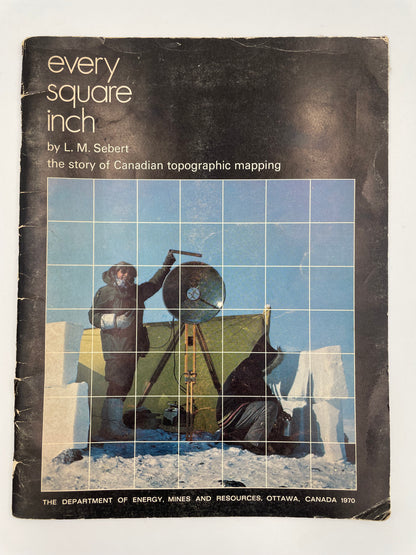 every
square
inch
by L. M. Sebert
the story of Canadian topographic mapping
THE DEPARTMENT OF ENERGY, MINES AND RESOURCES, OTTAWA, CANADA 1970